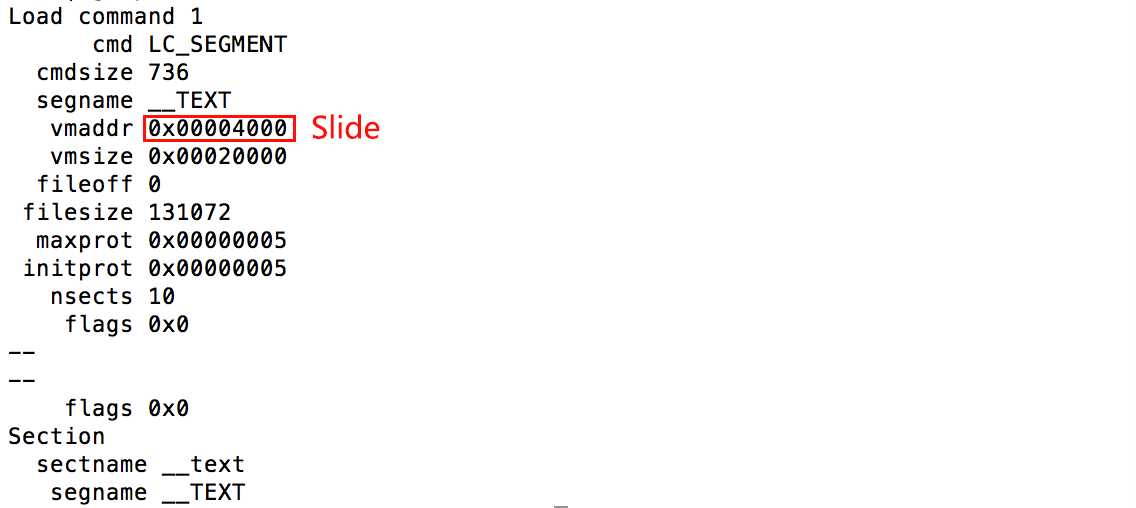 Load command 1
cmd LC_SEGMENT
cmdsize 736
segname __TEXT
vmaddr 0x00004000 Slide
vmsize 0x00020000
fileoff 0
filesize 131072
maxprot 0x00000005
initprot 0x00000005
nsects 10
flags 0x0
--
--
flags 0x0
Section
sectname __text
segname __TEXT